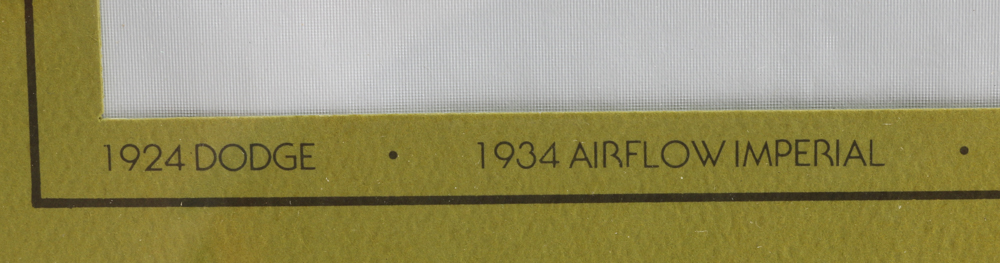 1924 DODGE • 1934 AIRFLOW IMPERIAL •